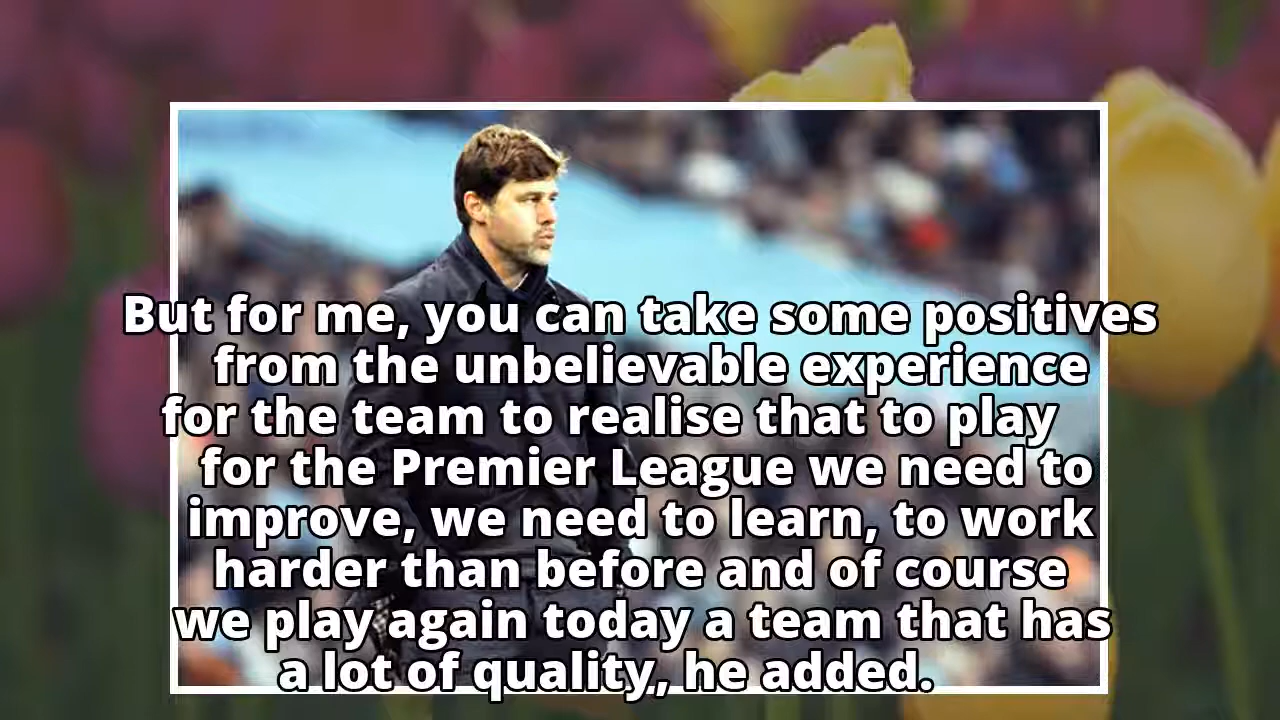 But for me, you can take some positives
from the unbelievable experience
for the team to realise that to play
for the Premier League we need to
improve, we need to learn, to work
harder than before and of course
we play again today a team that has
a lot of quality, he added.